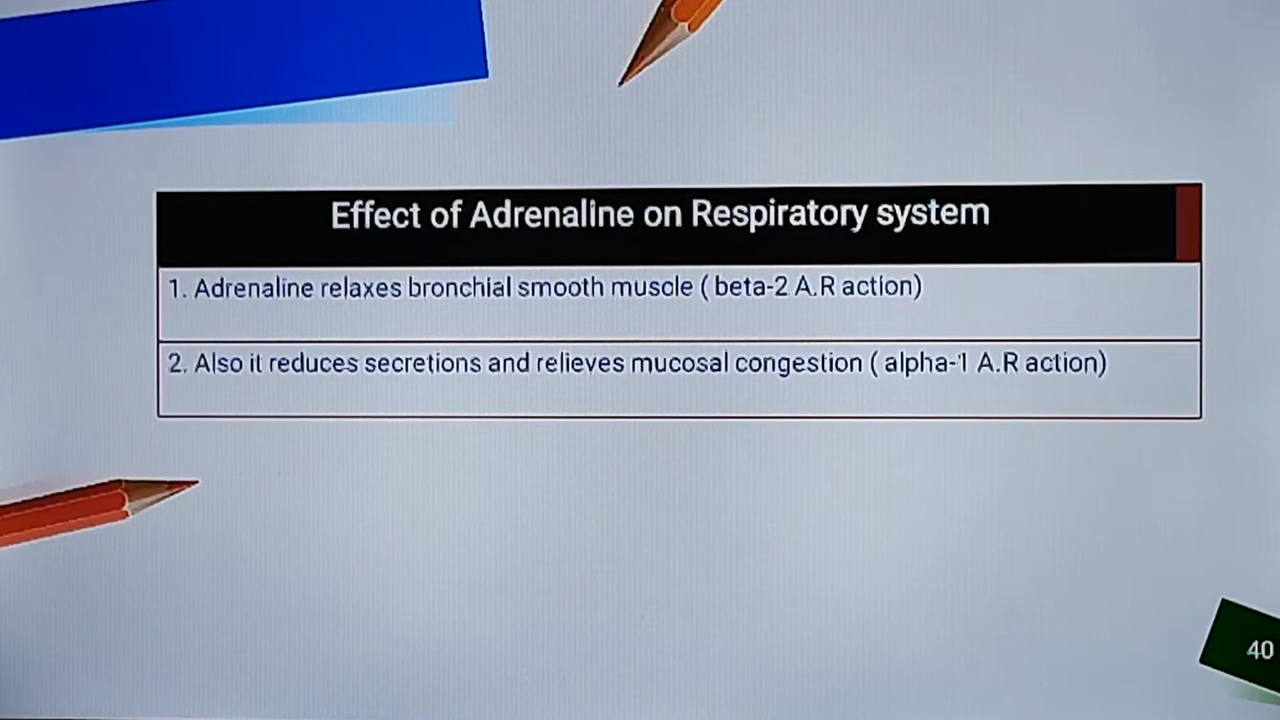 Effect of Adrenaline on Respiratory system
1. Adrenaline relaxes bronchial smooth muscle ( beta-2 A.R action)
2. Also it reduces secretions and relieves mucosal congestion ( alpha-1 A.R action)
40